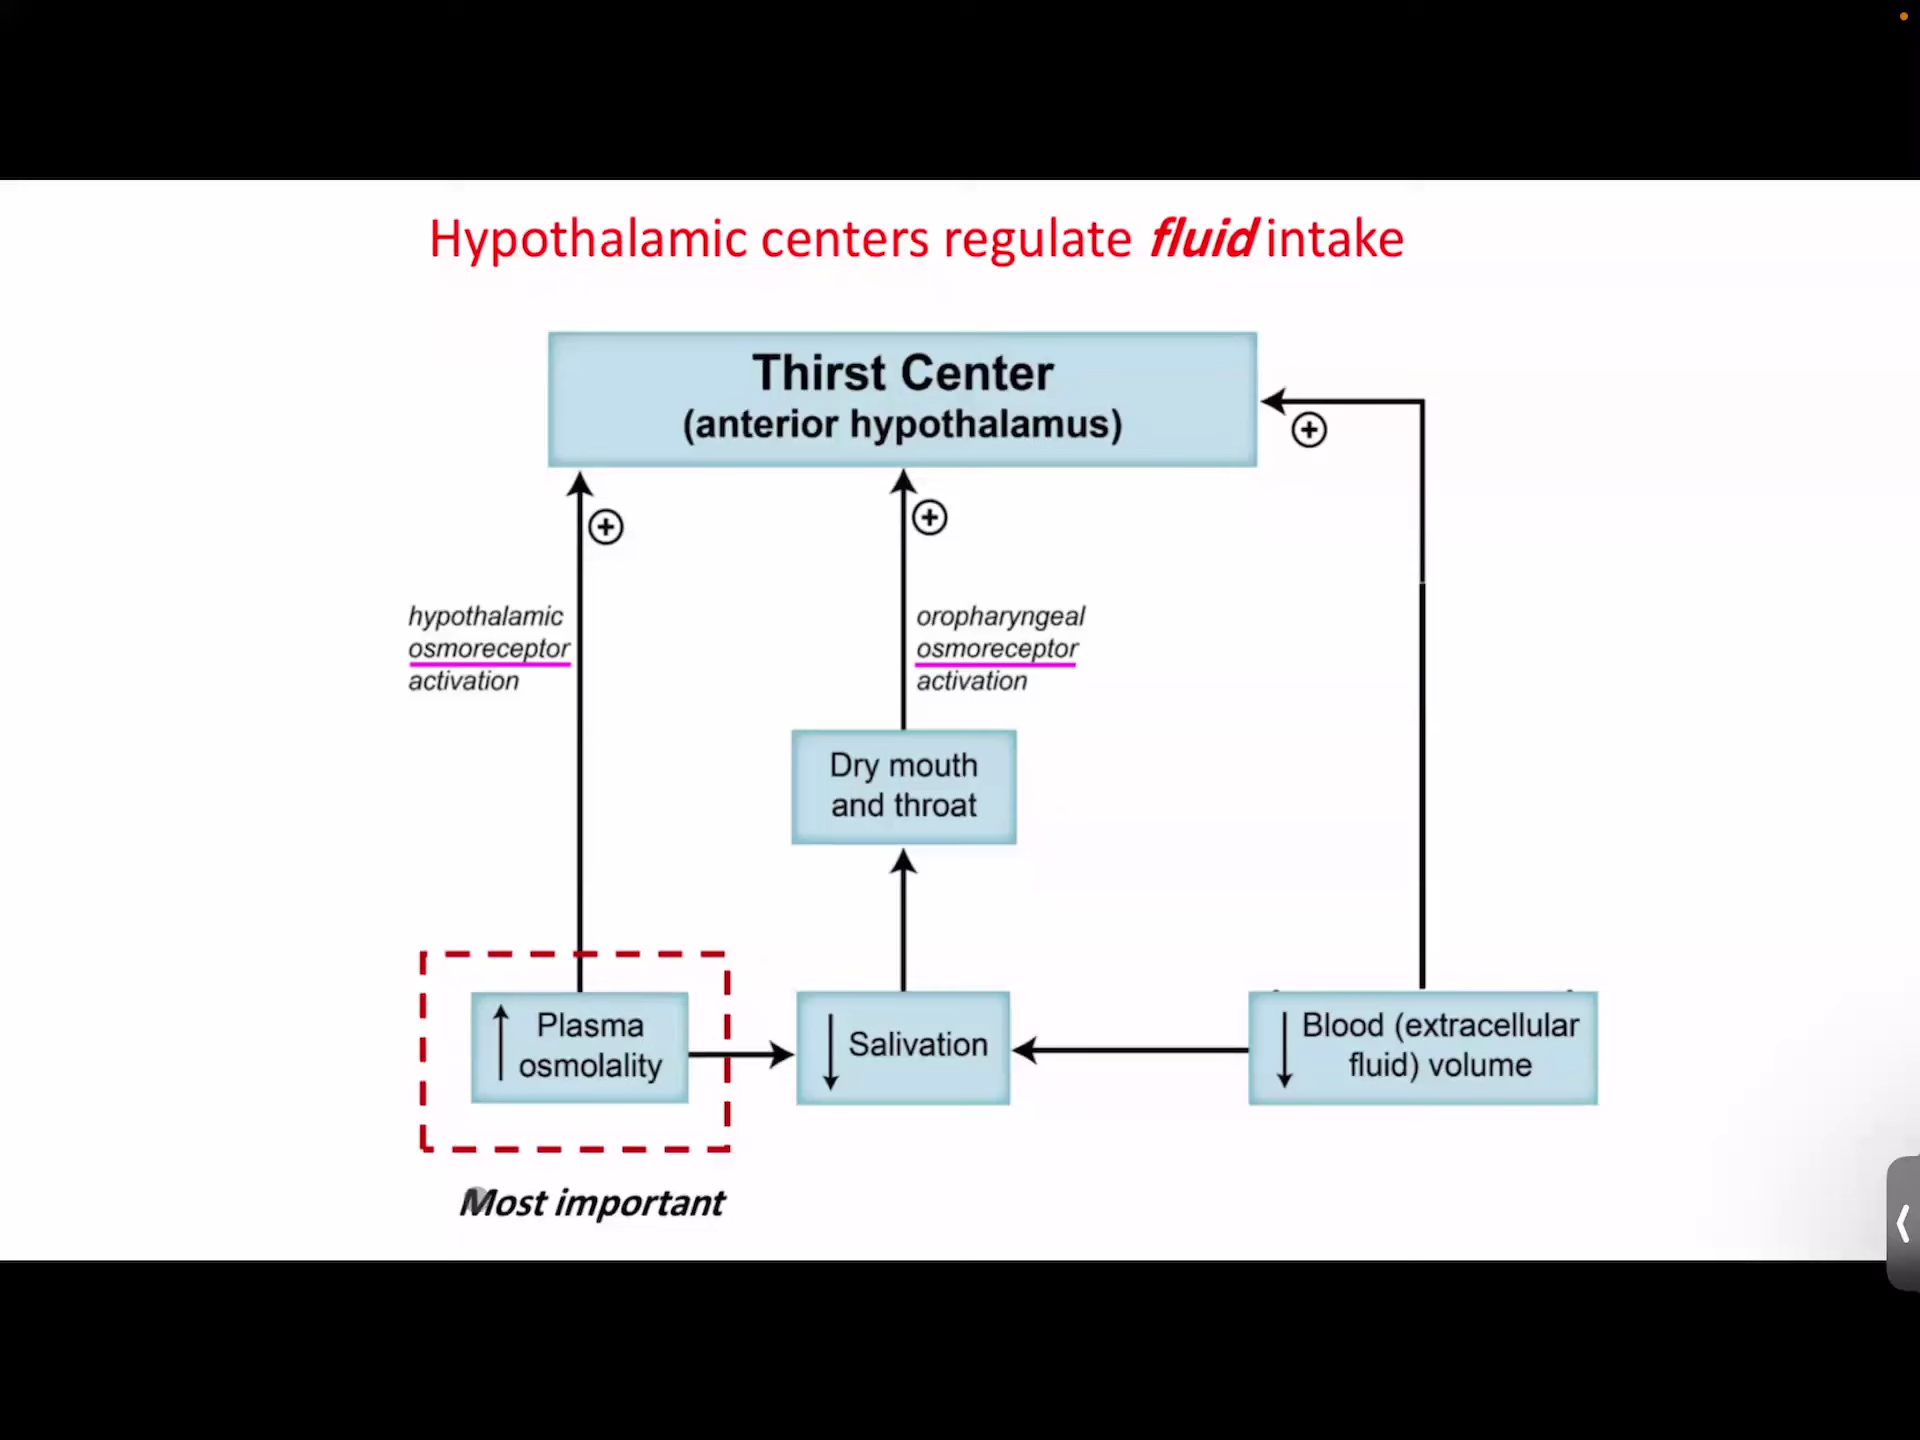 Hypothalamic centers regulate fluid intake
Thirst Center
(anterior hypothalamus)
+
+
+
hypothalamic
osmoreceptor
activation
oropharyngeal
osmoreceptor
activation
Dry mouth
and throat
↑ Plasma
osmolality
↓ Salivation
↓ Blood (extracellular
fluid) volume
Most important